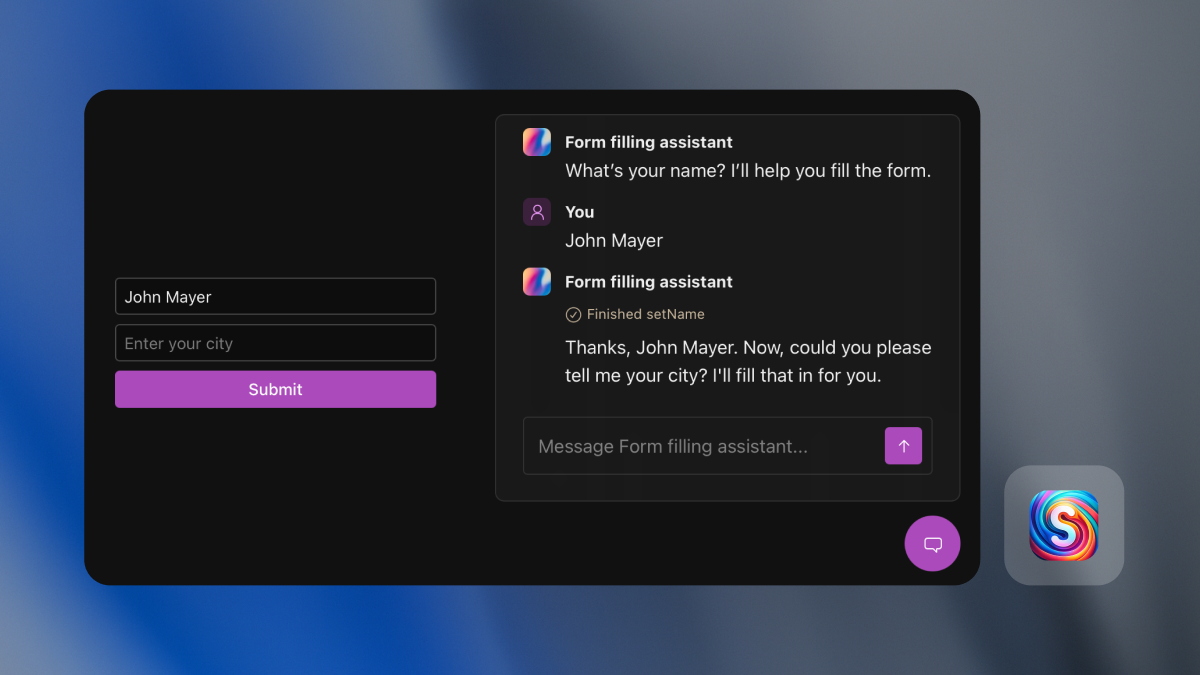 John Mayer
Enter your city
Submit
Form filling assistant
What’s your name? I’ll help you fill the form.
You
John Mayer
Form filling assistant
Finished setName
Thanks, John Mayer. Now, could you please
tell me your city? I'll fill that in for you.
Message Form filling assistant...
S